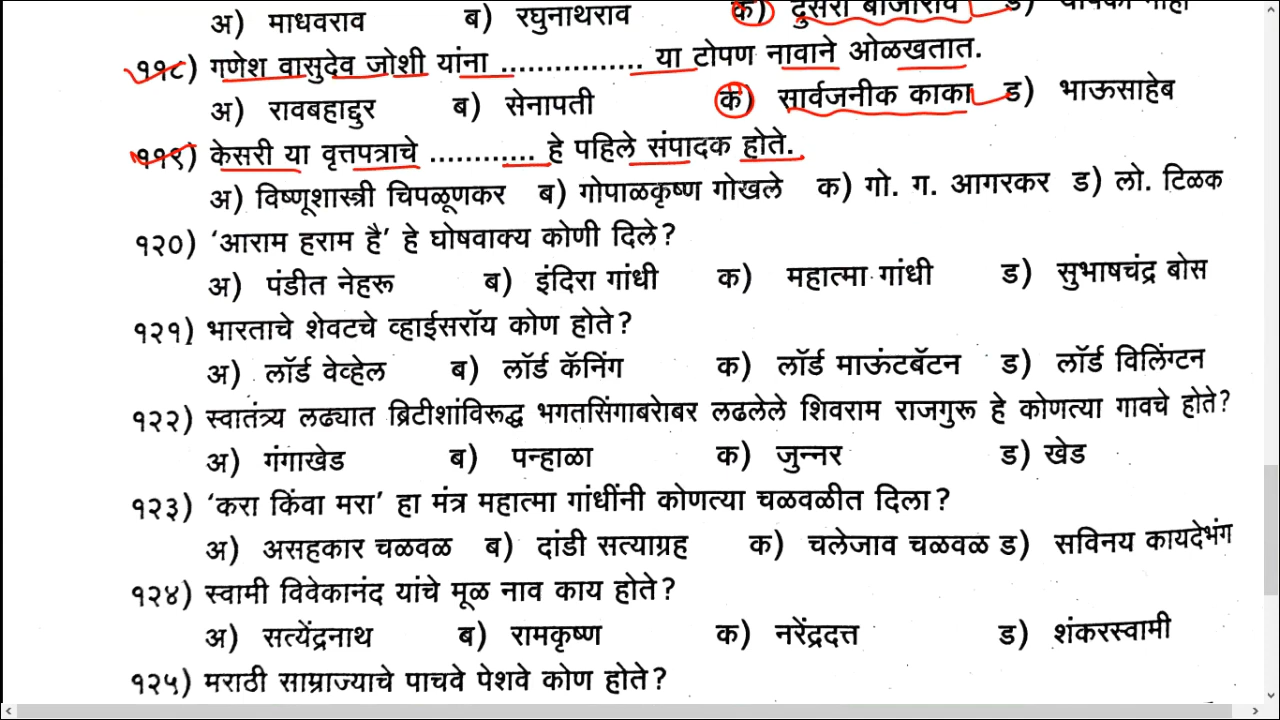 अ) माधवराव ब) रघुनाथराव क) दुसरा बाजीराव ड)
११८) गणेश वासुदेव जोशी यांना ................ या टोपण नावाने ओळखतात.
अ) रावबहाद्दुर ब) सेनापती क) सार्वजनीक काका ड) भाऊसाहेब
११९) केसरी या वृत्तपत्राचे ............ हे पहिले संपादक होते.
अ) विष्णूशास्त्री चिपळूणकर ब) गोपाळकृष्ण गोखले क) गो. ग. आगरकर ड) लो. टिळक
१२०) ‘आराम हराम है’ हे घोषवाक्य कोणी दिले?
अ) पंडीत नेहरू ब) इंदिरा गांधी क) महात्मा गांधी ड) सुभाषचंद्र बोस
१२१) भारताचे शेवटचे व्हाईसरॉय कोण होते?
अ) लॉर्ड वेव्हेल ब) लॉर्ड कॅनिंग क) लॉर्ड माऊंटबॅटन ड) लॉर्ड विलिंग्टन
१२२) स्वातंत्र्य लढ्यात ब्रिटीशांविरूद्ध भगतसिंगाबरोबर लढलेले शिवराम राजगुरू हे कोणत्या गावचे होते?
अ) गंगाखेड ब) पन्हाळा क) जुन्नर ड) खेड
१२३) ‘करा किंवा मरा’ हा मंत्र महात्मा गांधींनी कोणत्या चळवळीत दिला?
अ) असहकार चळवळ ब) दांडी सत्याग्रह क) चलेजाव चळवळ ड) सविनय कायदेभंग
१२४) स्वामी विवेकानंद यांचे मूळ नाव काय होते?
अ) सत्येंद्रनाथ ब) रामकृष्ण क) नरेंद्रदत्त ड) शंकरस्वामी
१२५) मराठी साम्राज्याचे पाचवे पेशवे कोण होते?